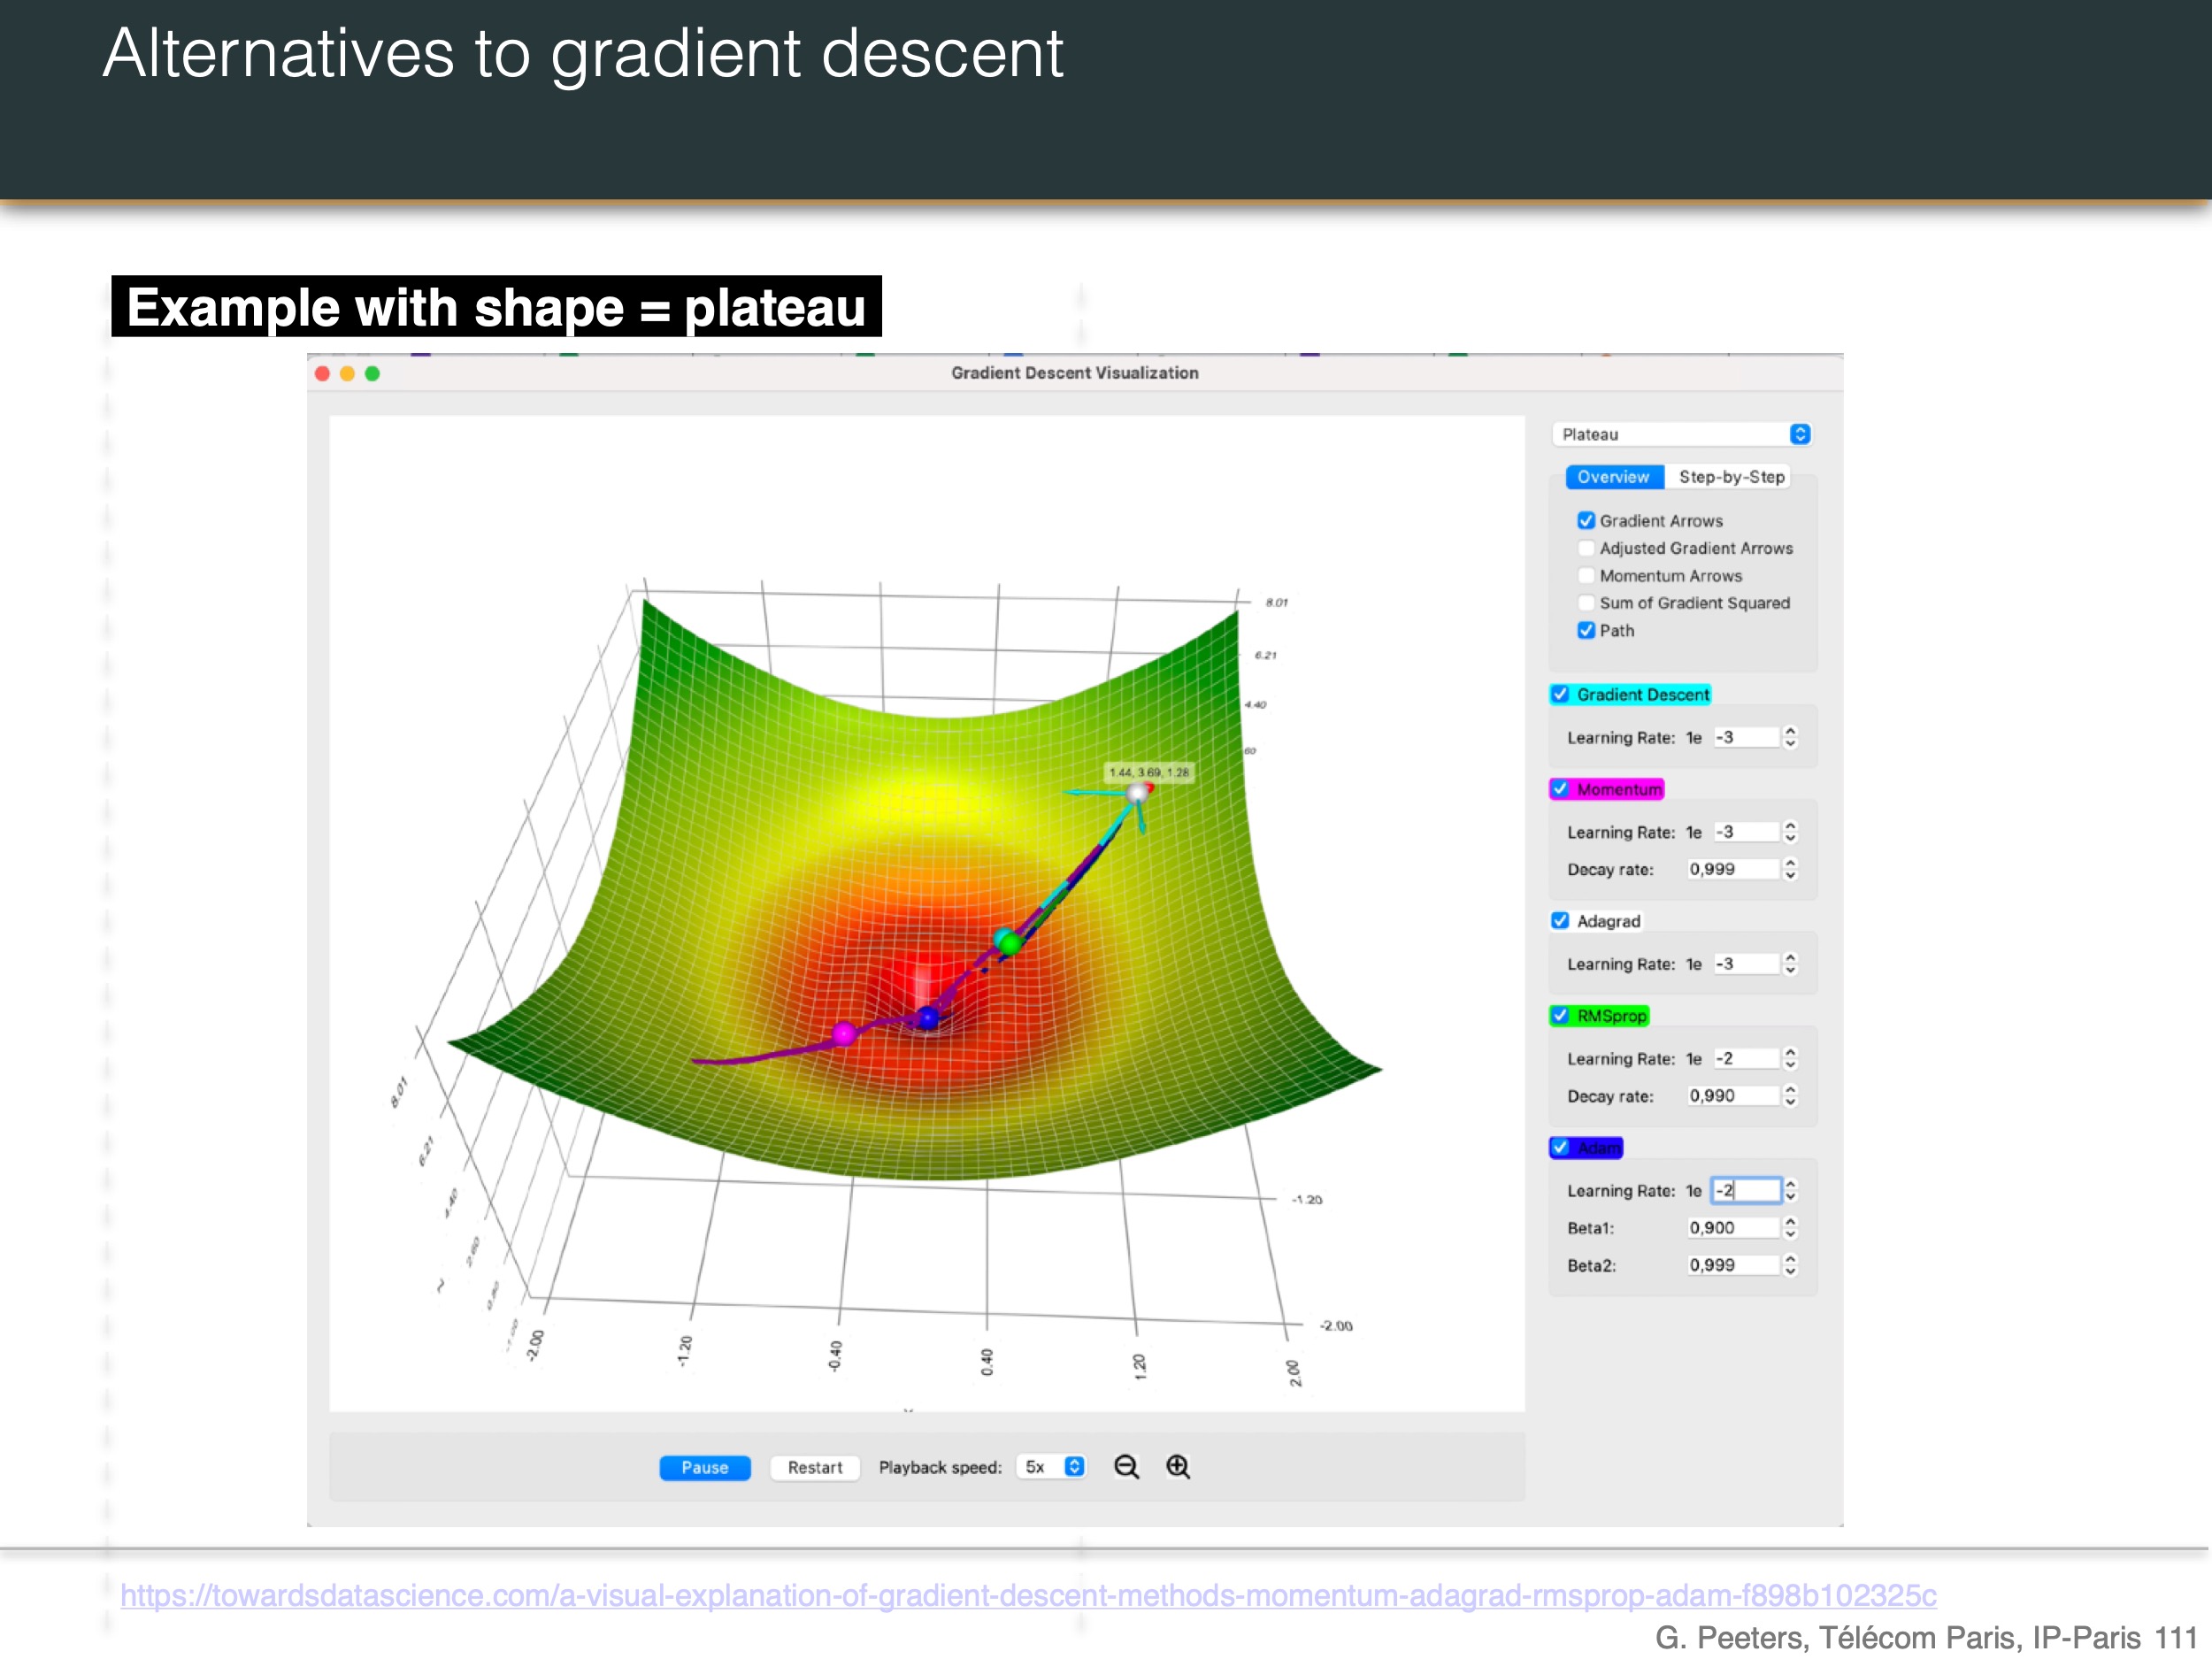 Alternatives to gradient descent
Example with shape = plateau
Gradient Descent Visualization
Plateau
Overview Step-by-Step
Gradient Arrows
Adjusted Gradient Arrows
Momentum Arrows
Sum of Gradient Squared
Path
Gradient Descent
Learning Rate: 1e -3
Momentum
Learning Rate: 1e -3
Decay rate: 0,999
Adagrad
Learning Rate: 1e -3
RMSprop
Learning Rate: 1e -2
Decay rate: 0,990
Adam
Learning Rate: 1e -2
Beta1: 0,900
Beta2: 0,999
8.01
6.21
4.40
60
1.44, 3.69, 1.28
8.01
6.21
4.40
2.60
0.80
-1.20
-2.00
-2.00
-1.20
-0.40
0.40
1.20
2.00
Pause Restart Playback speed: 5x
https://towardsdatascience.com/a-visual-explanation-of-gradient-descent-methods-momentum-adagrad-rmsprop-adam-f898b102325c
G. Peeters, Télécom Paris, IP-Paris 111